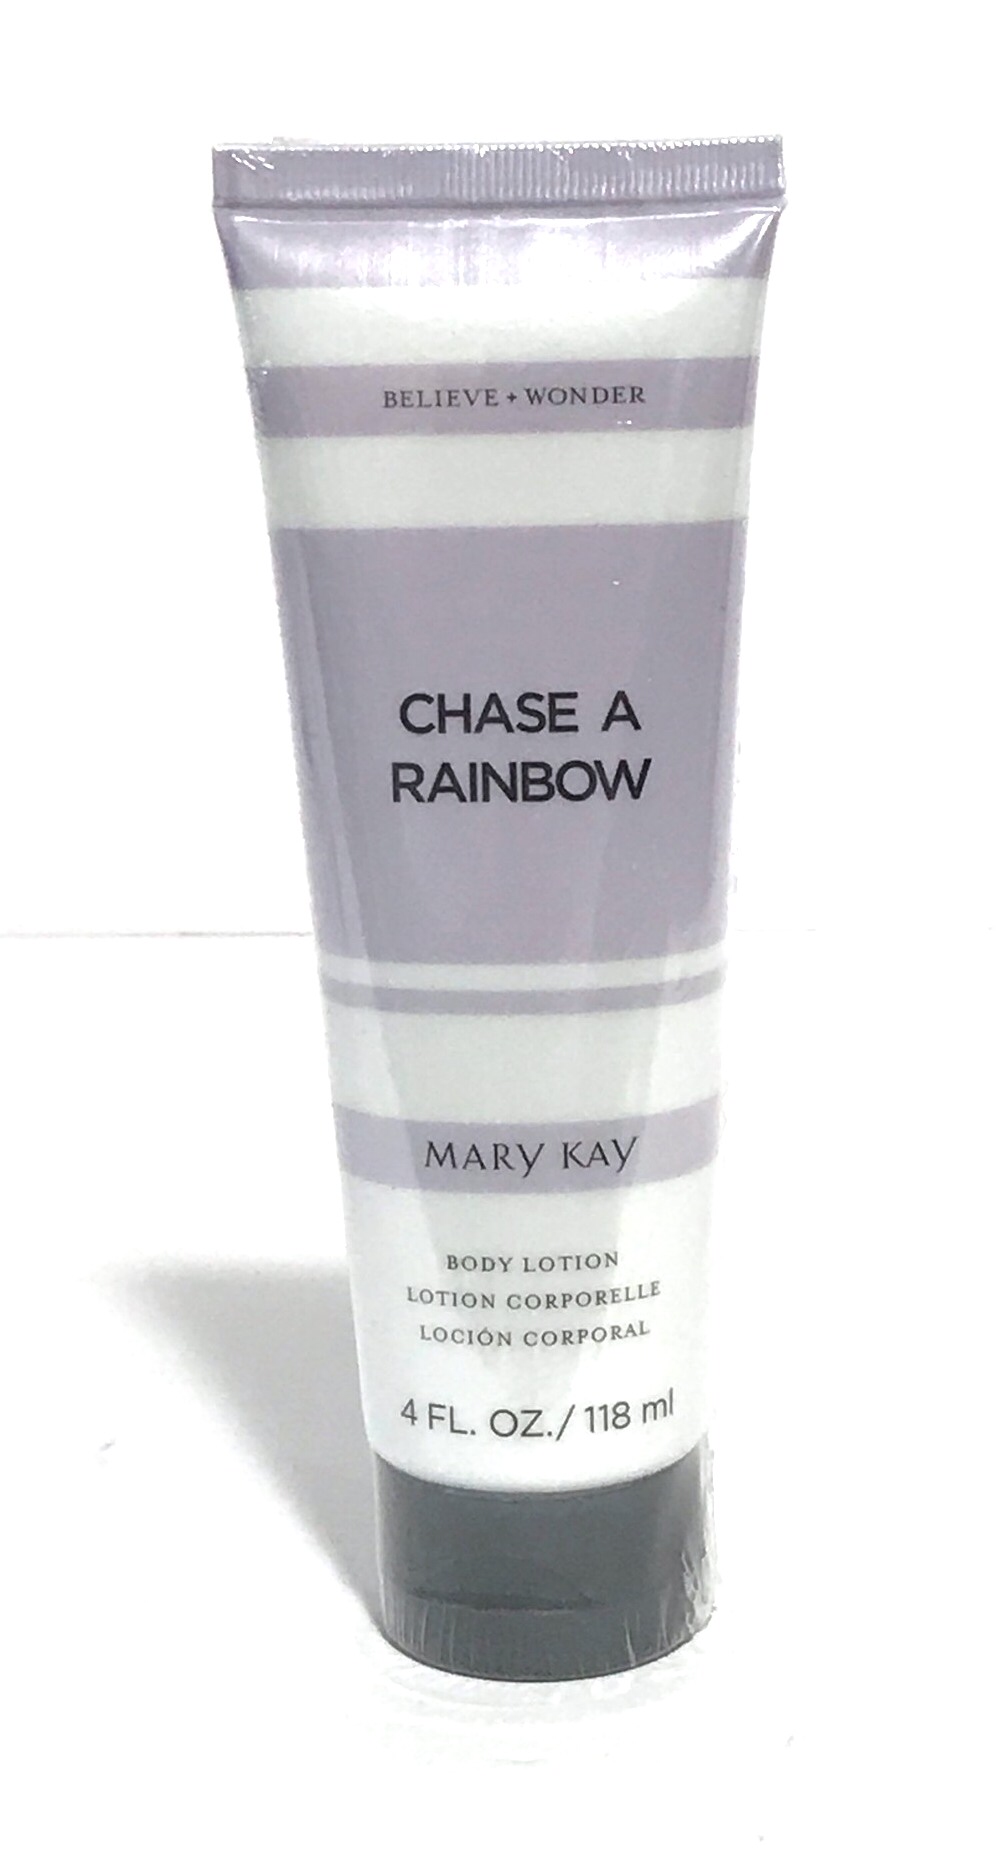 BELIEVE + WONDER
CHASE A
RAINBOW
MARY KAY
BODY LOTION
LOTION CORPORELLE
LOCIÓN CORPORAL
4 FL. OZ./ 118 ml